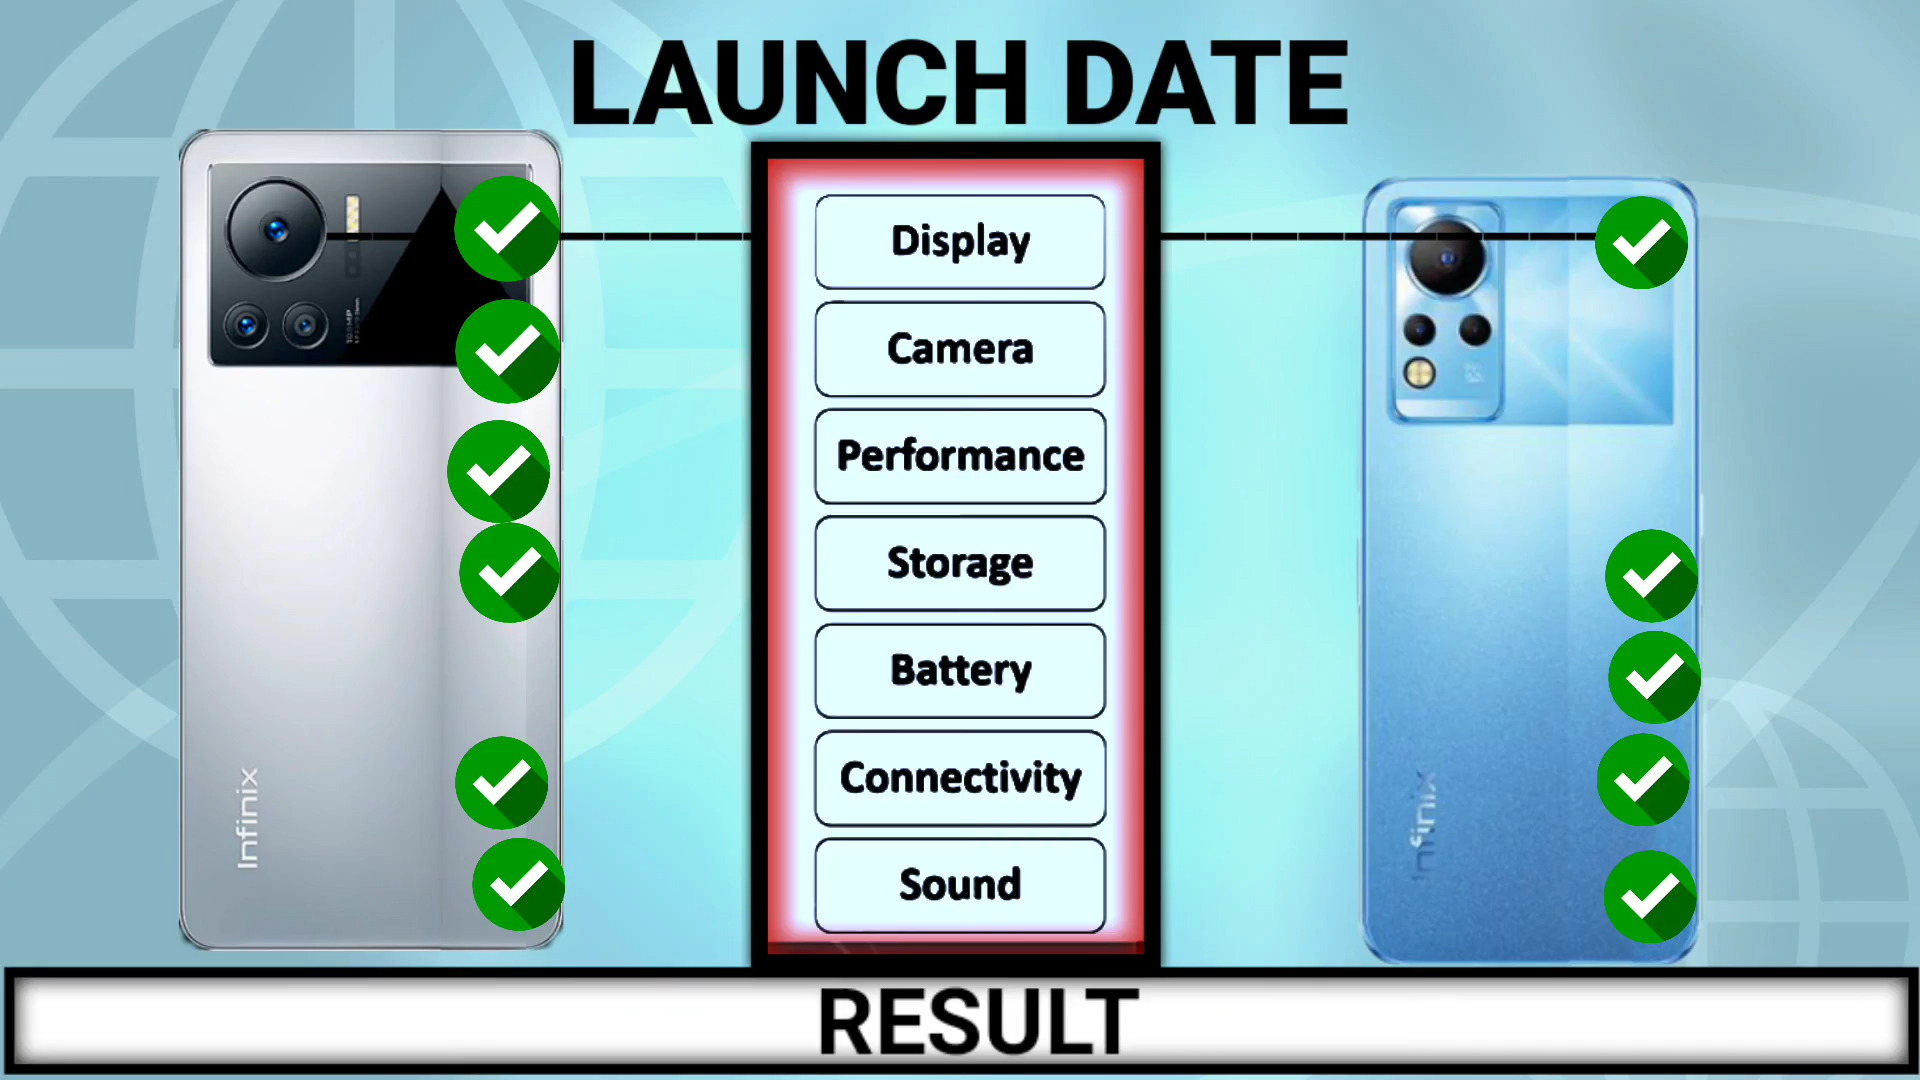 LAUNCH DATE
Display
Camera
Performance
Storage
Battery
Connectivity
Sound
Infinix
Infinix
RESULT